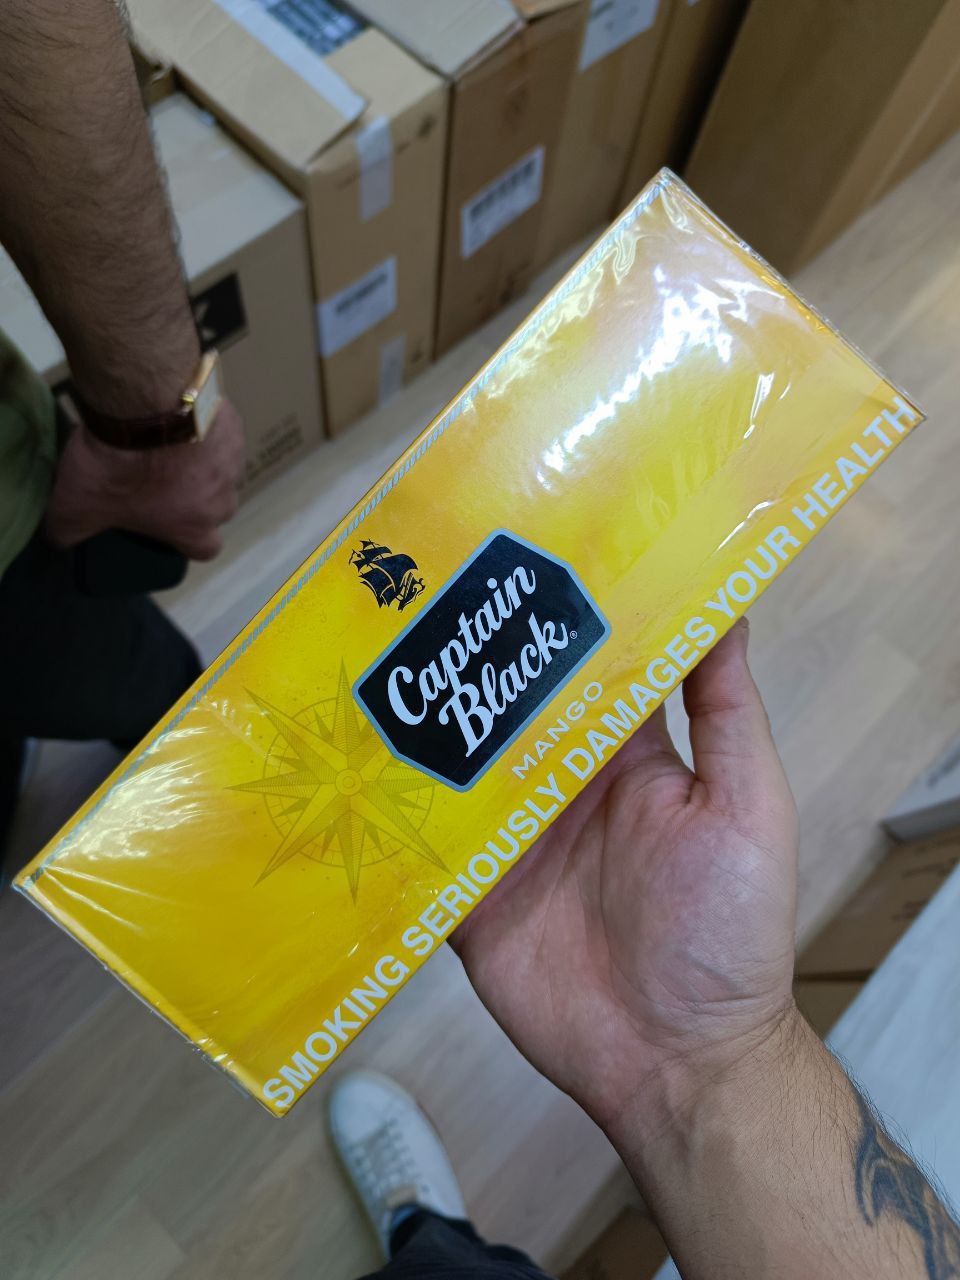 Captain
Black®
MANGO
SMOKING SERIOUSLY DAMAGES YOUR HEALTH